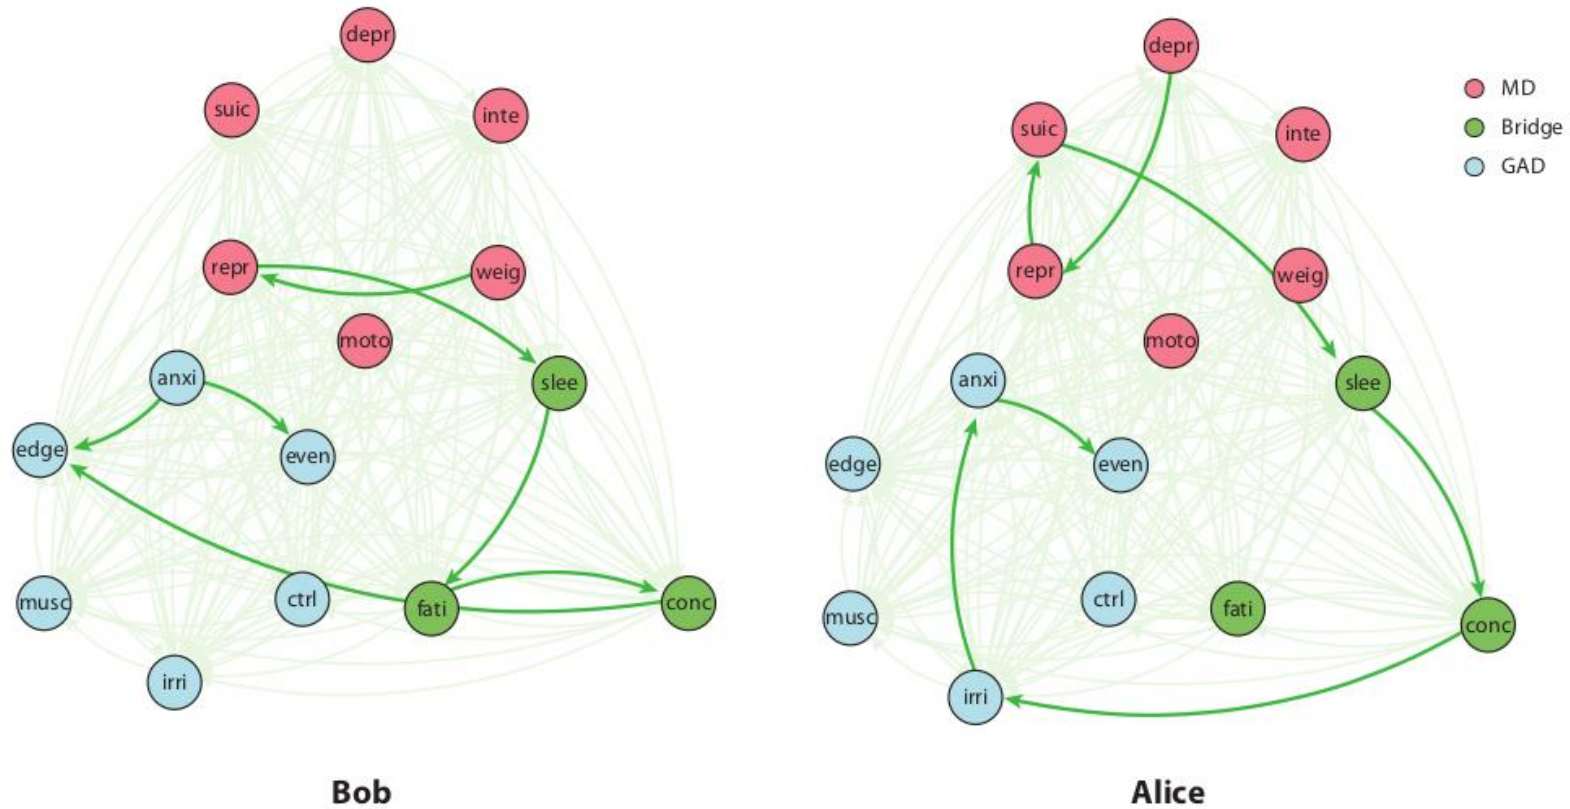 depr
suic
inte
repr
weig
moto
anxi
slee
edge
even
musc
ctrl
fati
conc
irri
Bob
depr
suic
inte
repr
weig
moto
anxi
slee
edge
even
musc
ctrl
fati
conc
irri
Alice
MD
Bridge
GAD